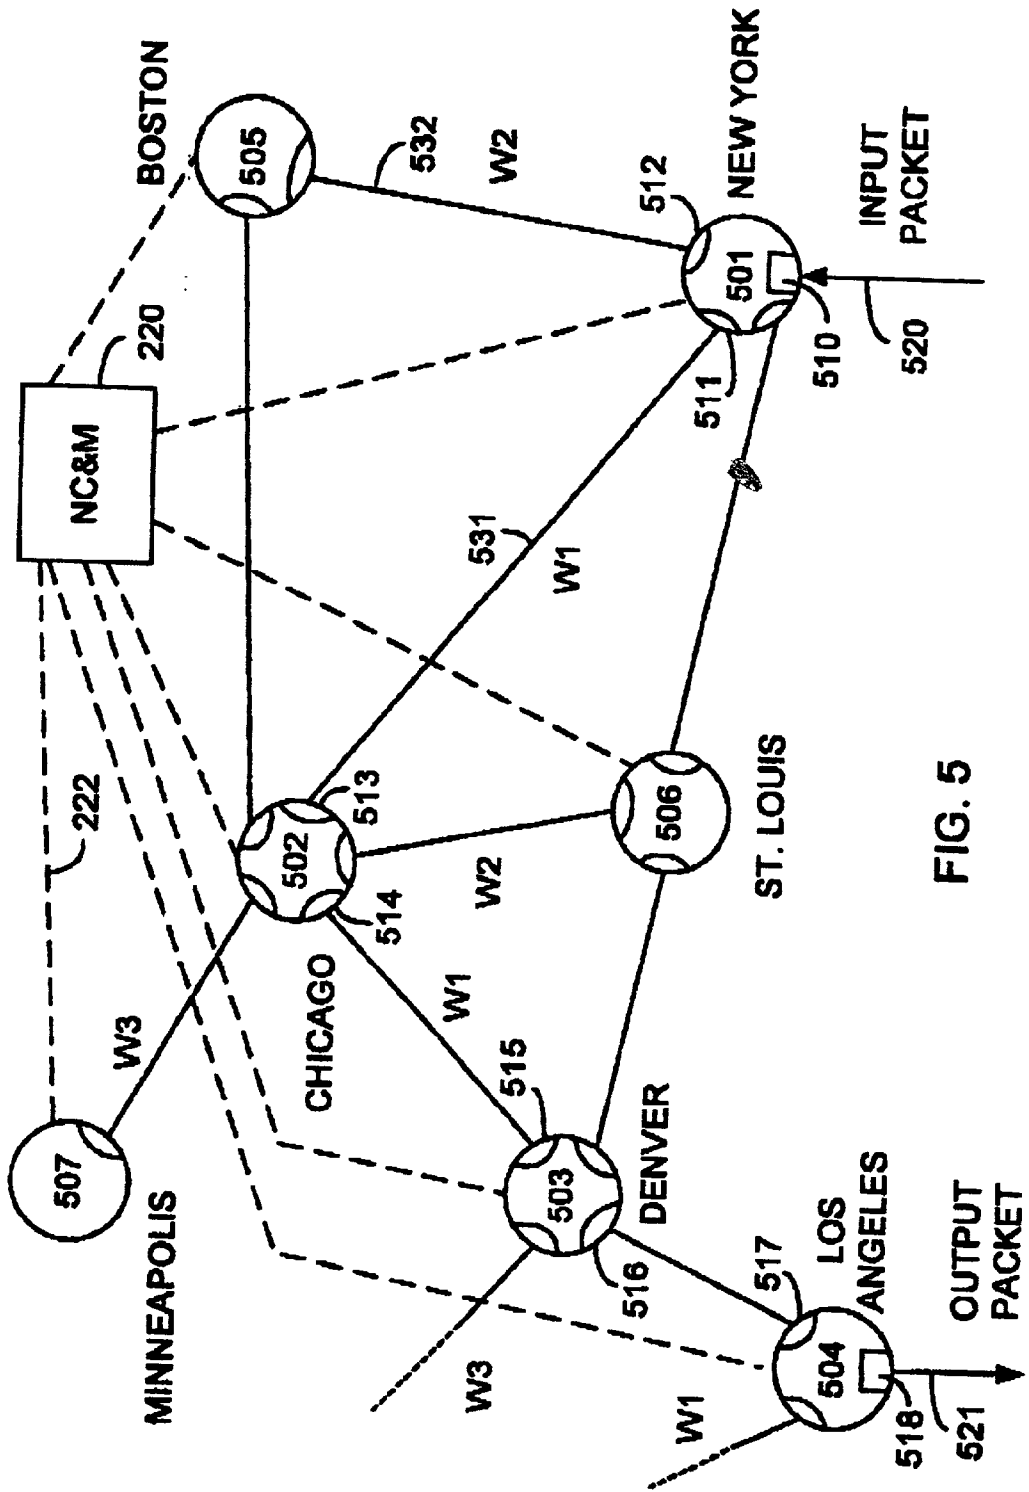 BOSTON
505
532
W2
512
NEW YORK
501
INPUT
PACKET
510
520
511
220
NC&M
531
W1
222
513
502
514
CHICAGO
W2
506
ST. LOUIS
W3
W1
515
507
MINNEAPOLIS
503
DENVER
516
W3
517
LOS
ANGELES
504
W1
518
521
OUTPUT
PACKET
FIG. 5